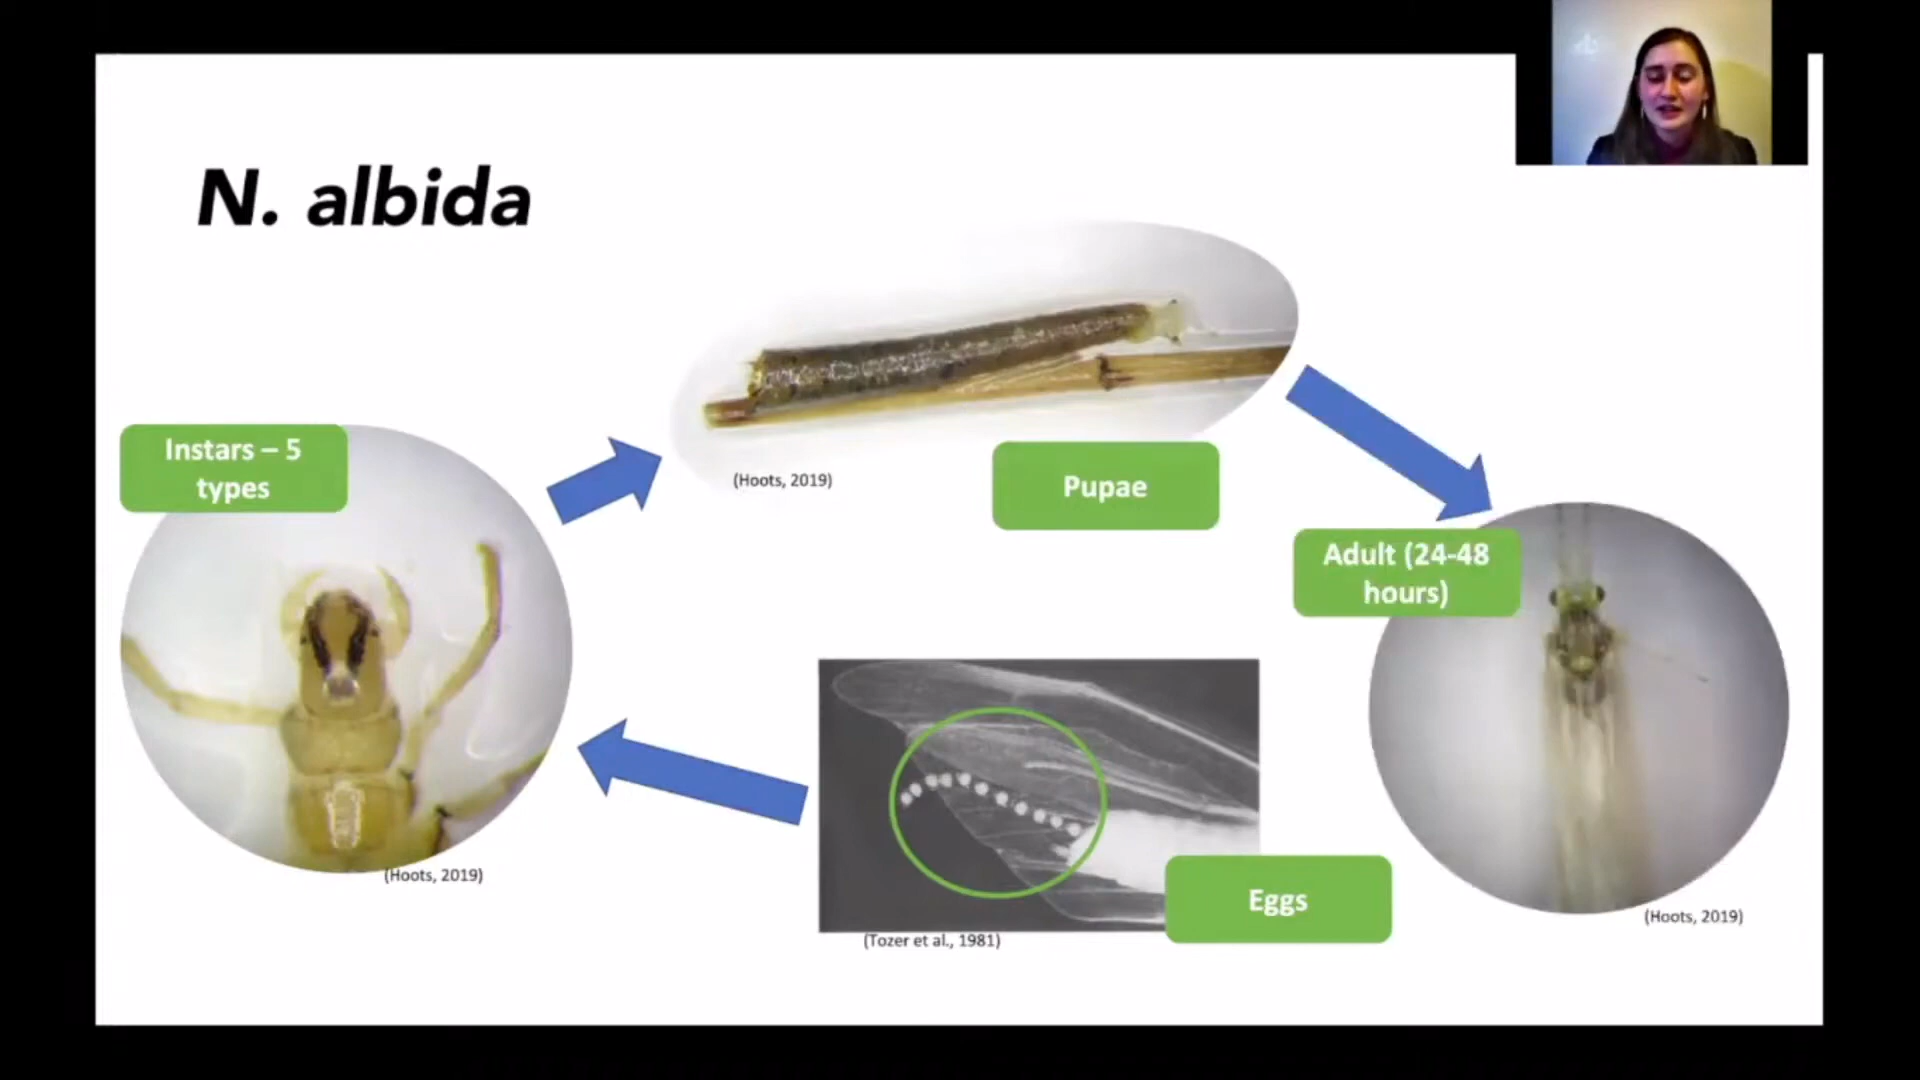 N. albida
Instars – 5
types
(Hoots, 2019)
Pupae
Adult (24-48
hours)
(Hoots, 2019)
Eggs
(Hoots, 2019)
(Tozer et al., 1981)